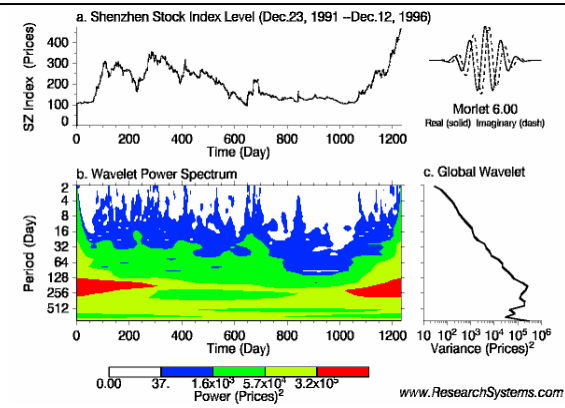 a. Shenzhen Stock Index Level (Dec.23, 1991 --Dec.12, 1996)
SZ Index (Prices)
400
300
200
100
0
0 200 400 600 800 1000 1200
Time (Day)
Morlet 6.00
Real (solid) Imaginary (dash)
b. Wavelet Power Spectrum
Period (Day)
2
4
8
16
32
64
128
256
512
0 200 400 600 800 1000 1200
Time (Day)
c. Global Wavelet
10 10² 10³ 10⁴ 10⁵ 10⁶
Variance (Prices)²
0.00 37. 1.6x10³ 5.7x10⁴ 3.2x10⁵
Power (Prices)²
www.ResearchSystems.com